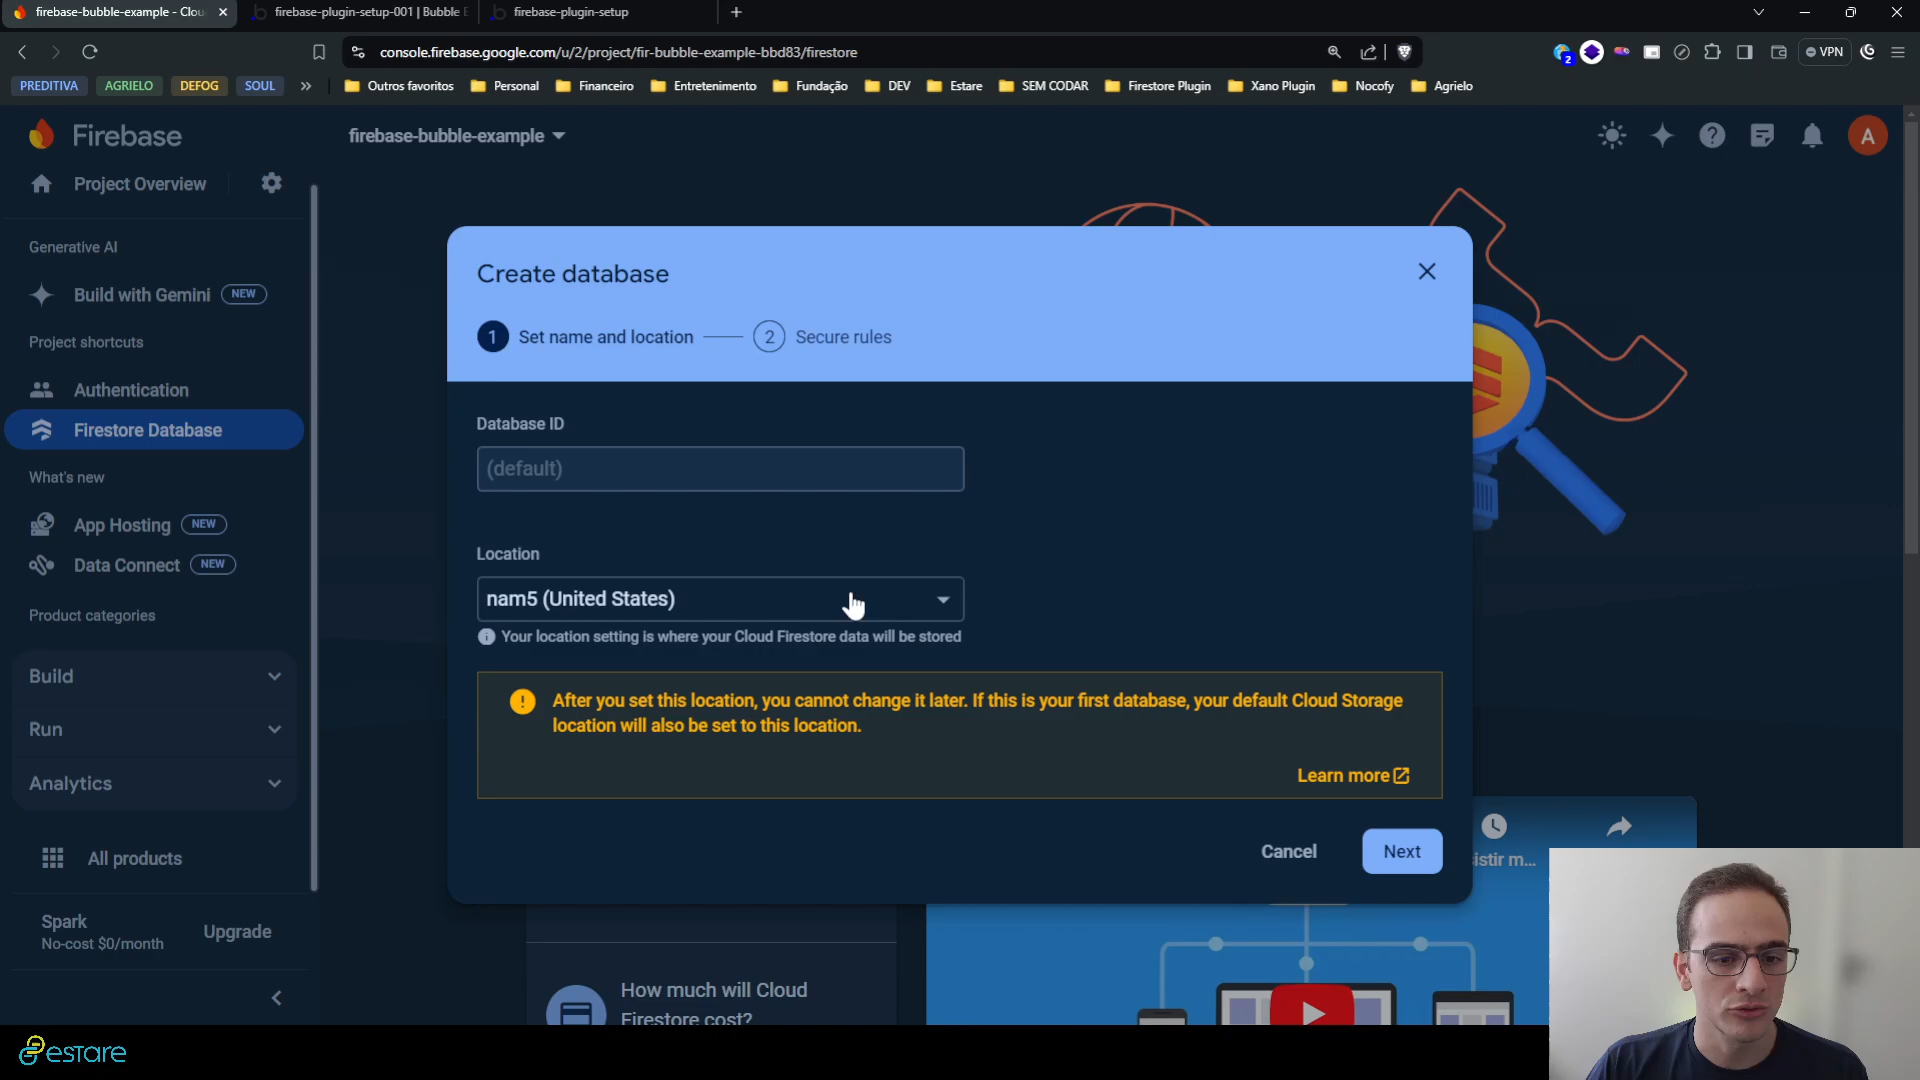 firebase-bubble-example - Clou
firebase-plugin-setup-001 | Bubble E
firebase-plugin-setup
console.firebase.google.com/u/2/project/fir-bubble-example-bbd83/firestore
2
VPN
PREDITIVA
AGRIELO
DEFOG
SOUL
Outros favoritos
Personal
Financeiro
Entretenimento
Fundação
DEV
Estare
SEM CODAR
Firestore Plugin
Xano Plugin
Nocofy
Agrielo
Firebase
firebase-bubble-example
A
Project Overview
Generative AI
Build with Gemini NEW
Project shortcuts
Authentication
Firestore Database
What's new
App Hosting NEW
Data Connect NEW
Product categories
Build
Run
Analytics
All products
Spark
No-cost $0/month
Upgrade
Create database
1 Set name and location
2 Secure rules
Database ID
(default)
Location
nam5 (United States)
Your location setting is where your Cloud Firestore data will be stored
After you set this location, you cannot change it later. If this is your first database, your default Cloud Storage
location will also be set to this location.
Learn more
Cancel
Next
istir m...
How much will Cloud
Firestore cost?
estare